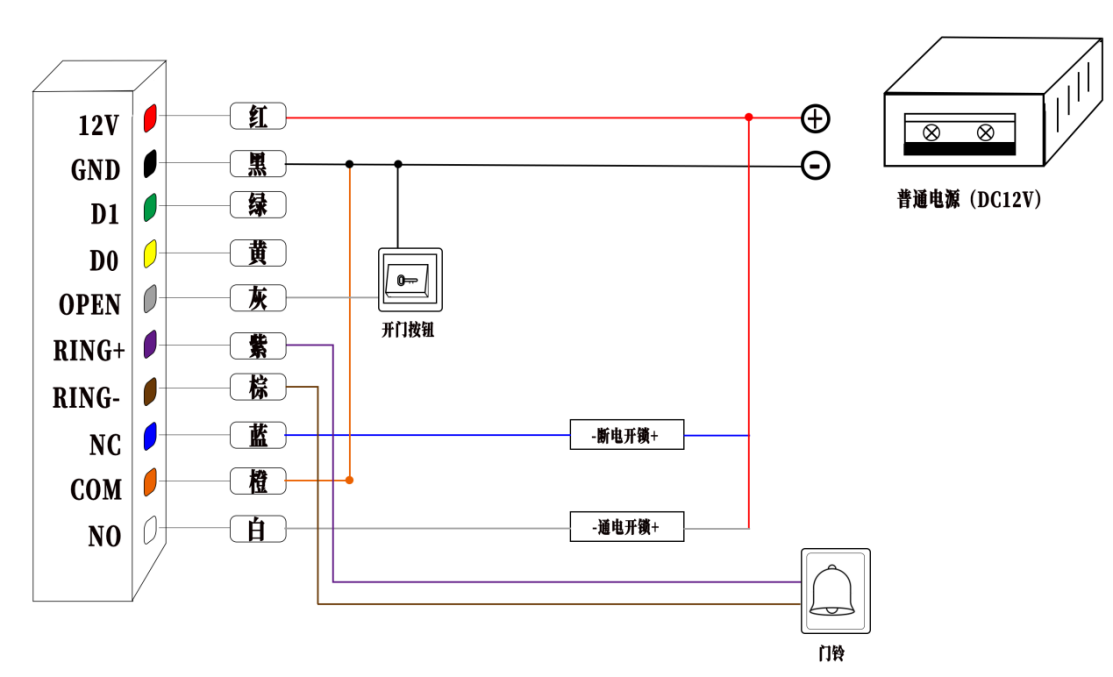 12V 红
GND 黑
D1 绿
D0 黄
OPEN 灰
RING+ 紫
RING- 棕
NC 蓝
COM 橙
NO 白
+
-
普通电源（DC12V）
开门按钮
-断电开锁+
-通电开锁+
门铃